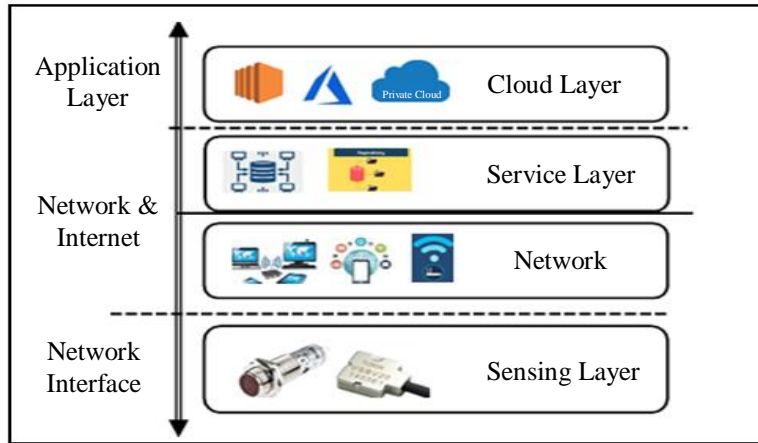 Application
Layer
Private Cloud
Cloud Layer
Service Layer
Network &
Internet
Network
Network
Interface
Sensing Layer